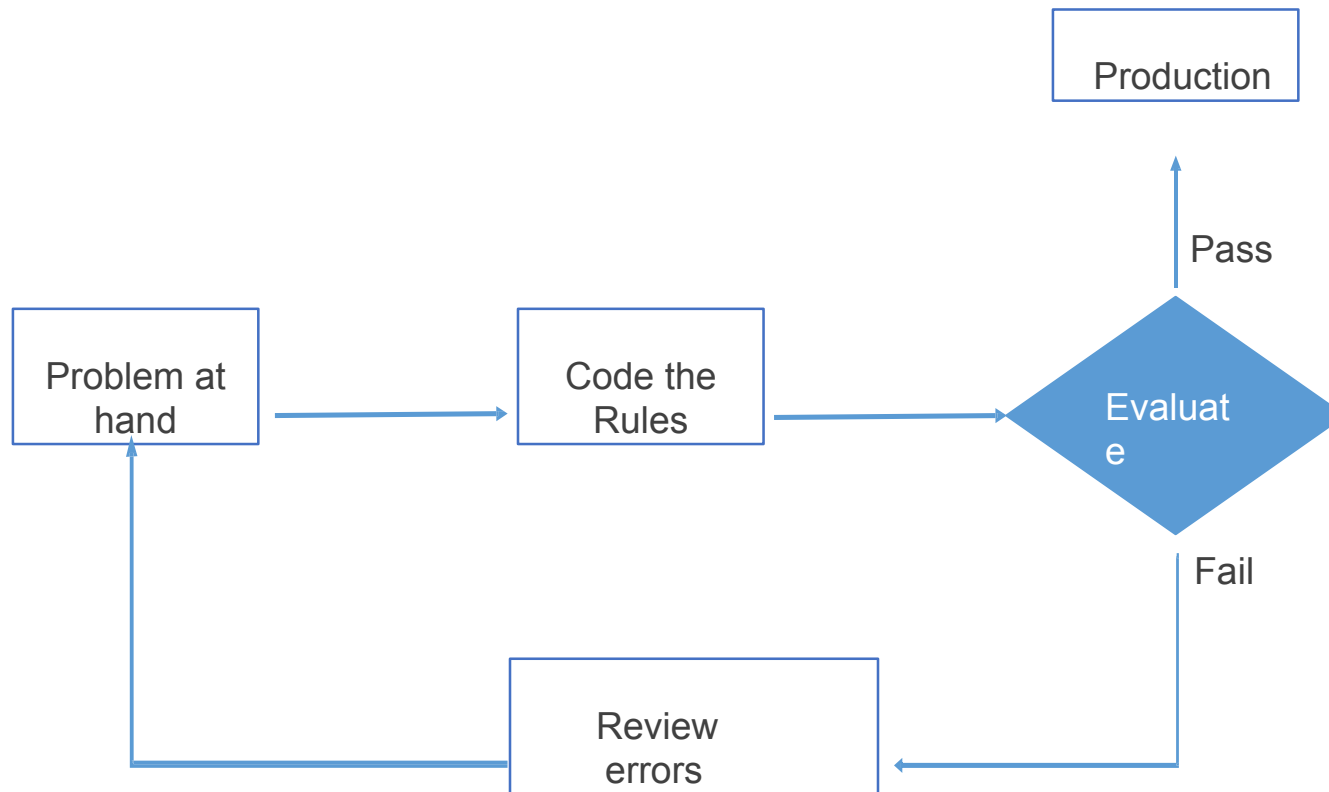 Production
Pass
Problem at
hand
Code the
Rules
Evaluat
e
Fail
Review
errors